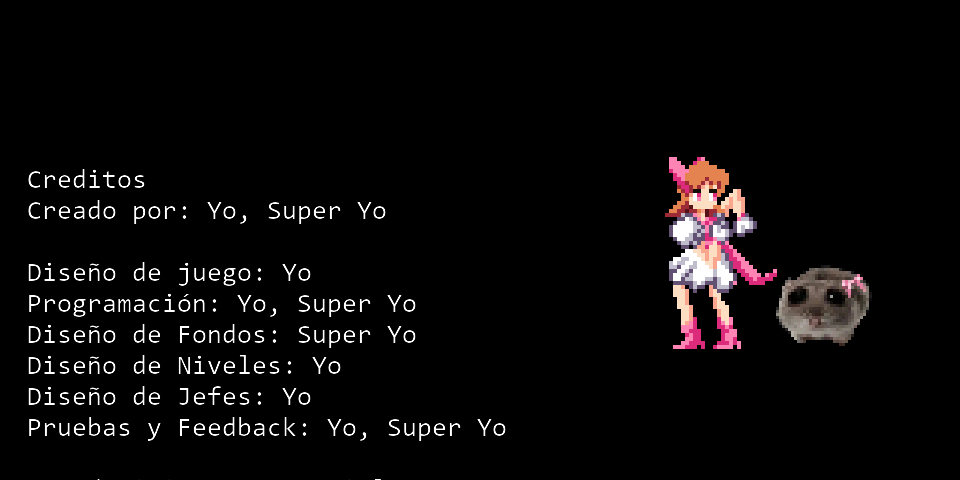 Creditos
Creado por: Yo, Super Yo
Diseño de juego: Yo
Programación: Yo, Super Yo
Diseño de Fondos: Super Yo
Diseño de Niveles: Yo
Diseño de Jefes: Yo
Pruebas y Feedback: Yo, Super Yo